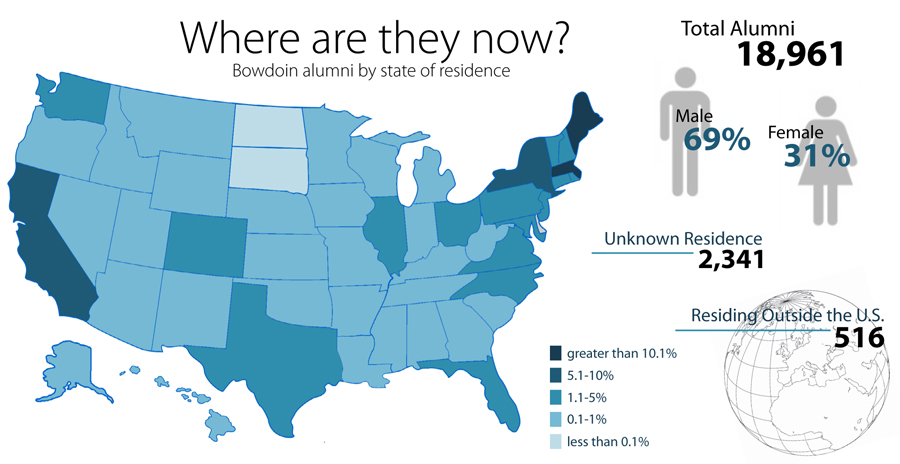 Where are they now?
Bowdoin alumni by state of residence
Total Alumni
18,961
Male
69%
Female
31%
Unknown Residence
2,341
Residing Outside the U.S.
516
greater than 10.1%
5.1-10%
1.1-5%
0.1-1%
less than 0.1%